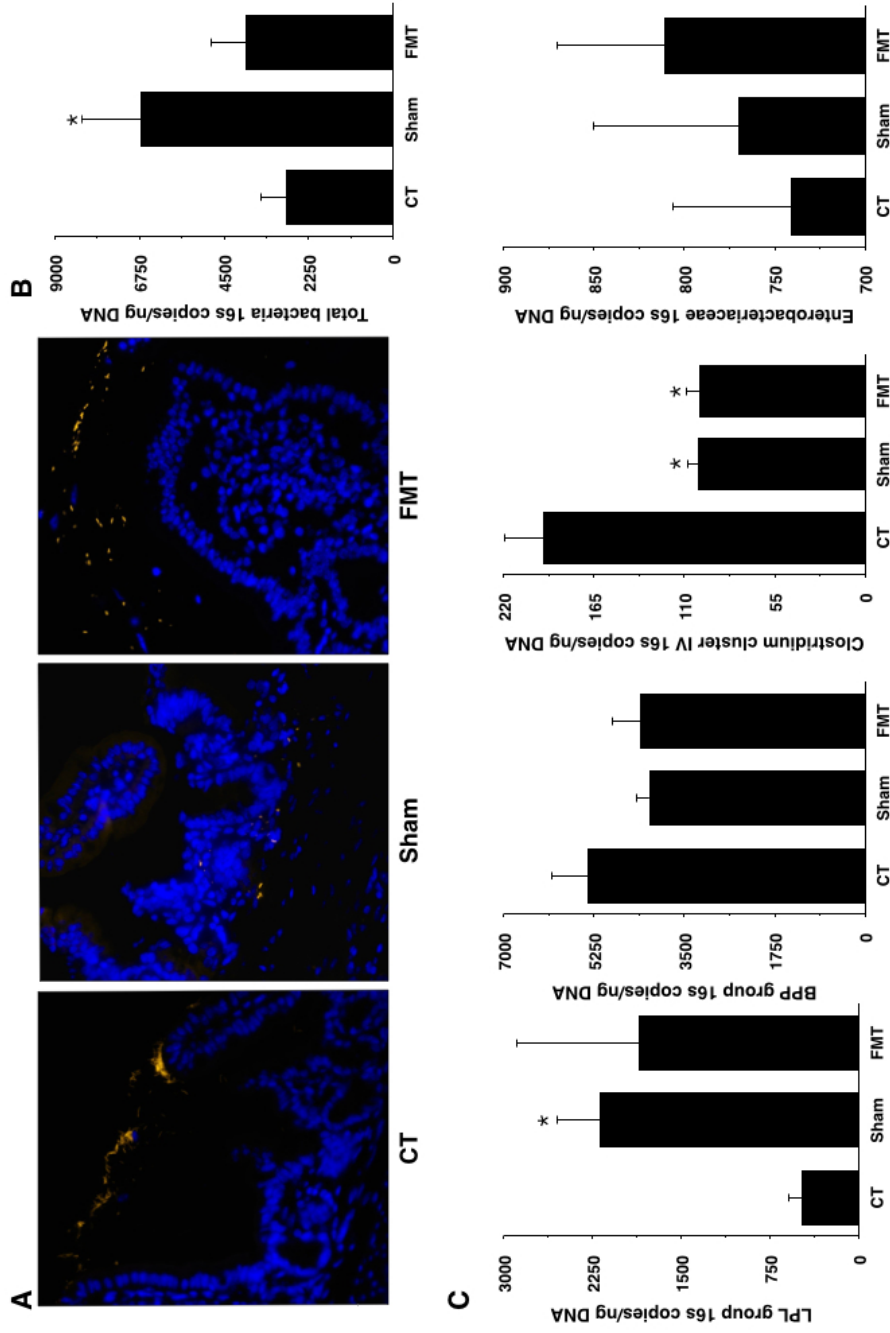 A
CT
Sham
FMT
B
Total bacteria 16s copies/ng DNA
9000
6750
4500
2250
0
*
CT
Sham
FMT
C
LPL group 16s copies/ng DNA
3000
2250
1500
750
0
*
CT
Sham
FMT
BPP group 16s copies/ng DNA
7000
5250
3500
1750
0
CT
Sham
FMT
Clostridium cluster IV 16s copies/ng DNA
220
165
110
55
0
*
*
CT
Sham
FMT
Enterobacteriaceae 16s copies/ng DNA
900
850
800
750
700
CT
Sham
FMT